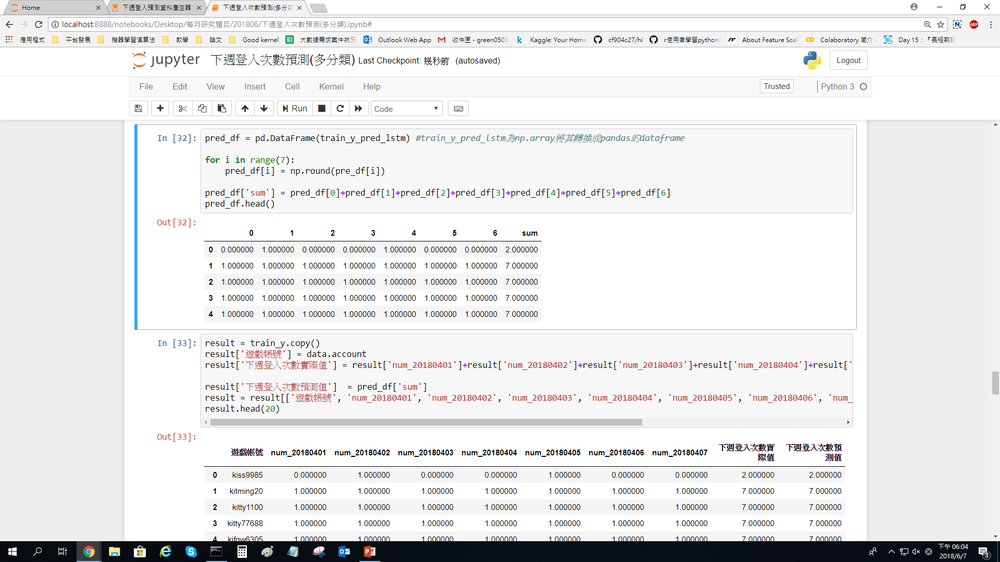 Home
下週登入預測資料產生器
下週登入次數預測(多分類
localhost:8888/notebooks/Desktop/每月研究題目/201806/下週登入次數預測(多分類).ipynb#
應用程式 平台發展 機器學習演算法 教學 論文 Good kernel 大數據需求案件狀況 Outlook Web App 收件匣 - green0503 Kaggle: Your Home cf904c27/hi r使用者學習python About Feature Scal Colaboratory 簡介 - Day 15：『長短期記
jupyter 下週登入次數預測(多分類) Last Checkpoint: 幾秒前 (autosaved) Logout
File Edit View Insert Cell Kernel Help Trusted Python 3
Run Code
In [32]: pred_df = pd.DataFrame(train_y_pred_lstm) #train_y_pred_lstm為np.array將其轉換成pandas的dataframe
for i in range(7):
pred_df[i] = np.round(pre_df[i])
pred_df['sum'] = pred_df[0]+pred_df[1]+pred_df[2]+pred_df[3]+pred_df[4]+pred_df[5]+pred_df[6]
pred_df.head()
Out[32]:
0 1 2 3 4 5 6 sum
0 0.000000 1.000000 0.000000 0.000000 1.000000 0.000000 0.000000 2.000000
1 1.000000 1.000000 1.000000 1.000000 1.000000 1.000000 1.000000 7.000000
2 1.000000 1.000000 1.000000 1.000000 1.000000 1.000000 1.000000 7.000000
3 1.000000 1.000000 1.000000 1.000000 1.000000 1.000000 1.000000 7.000000
4 1.000000 1.000000 1.000000 1.000000 1.000000 1.000000 1.000000 7.000000
In [33]: result = train_y.copy()
result['遊戲帳號'] = data.account
result['下週登入次數實際值'] = result['num_20180401']+result['num_20180402']+result['num_20180403']+result['num_20180404']+result['
result['下週登入次數預測值'] = pred_df['sum']
result = result[['遊戲帳號', 'num_20180401', 'num_20180402', 'num_20180403', 'num_20180404', 'num_20180405', 'num_20180406', 'num_
result.head(20)
Out[33]:
遊戲帳號 num_20180401 num_20180402 num_20180403 num_20180404 num_20180405 num_20180406 num_20180407 下週登入次數實際值 下週登入次數預測值
0 kiss9985 0.000000 1.000000 0.000000 0.000000 1.000000 0.000000 0.000000 2.000000 2.000000
1 kitming20 1.000000 1.000000 1.000000 1.000000 1.000000 1.000000 1.000000 7.000000 7.000000
2 kitty1100 1.000000 1.000000 1.000000 1.000000 1.000000 1.000000 1.000000 7.000000 7.000000
3 kitty77688 1.000000 1.000000 1.000000 1.000000 1.000000 1.000000 1.000000 7.000000 7.000000
4 kifgw6305 1.000000 1.000000 1.000000 1.000000 1.000000 1.000000 1.000000 7.000000 7.000000
下午 06:04
2018/6/7
3